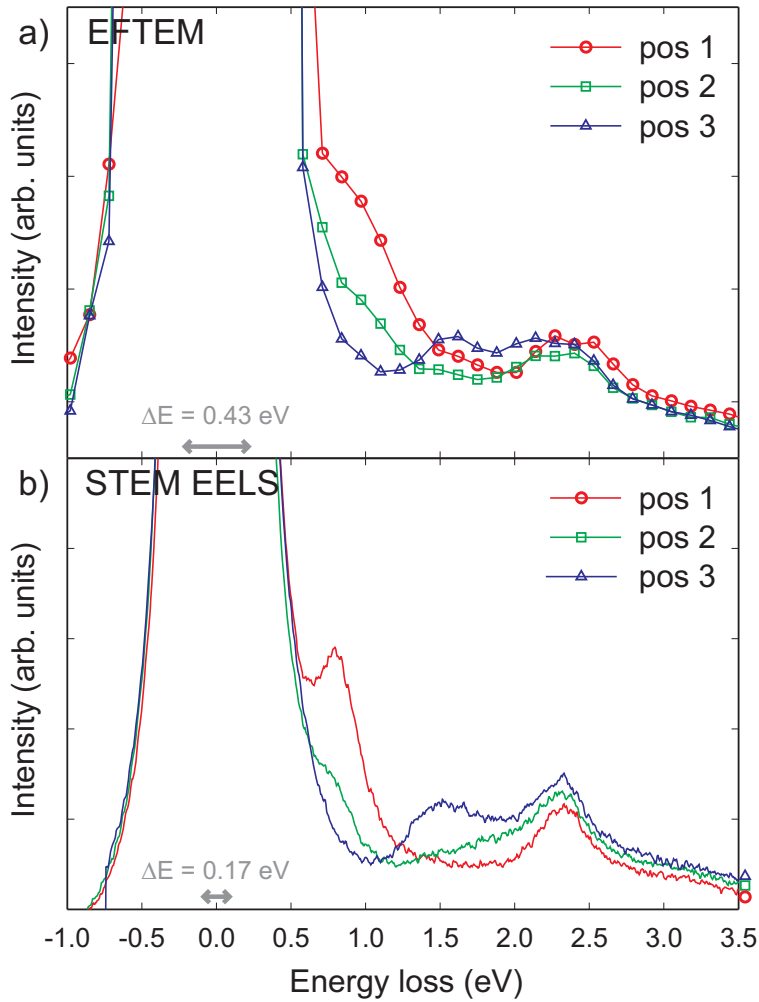 a) EFTEM
pos 1
pos 2
pos 3
Intensity (arb. units)
ΔE = 0.43 eV
b) STEM EELS
pos 1
pos 2
pos 3
Intensity (arb. units)
ΔE = 0.17 eV
-1.0 -0.5 0.0 0.5 1.0 1.5 2.0 2.5 3.0 3.5
Energy loss (eV)